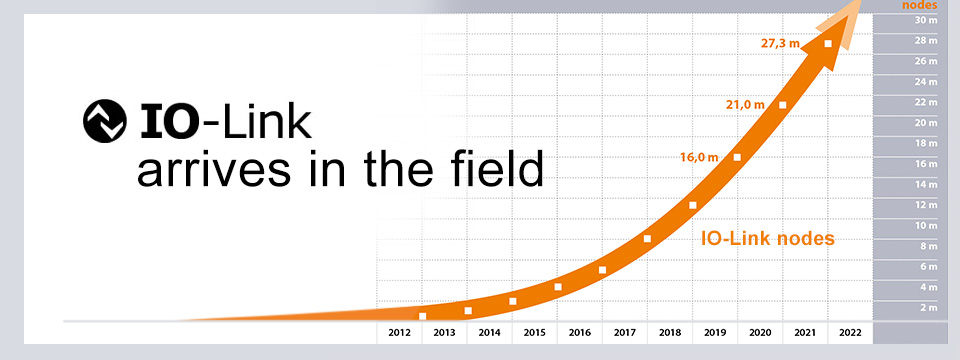 nodes
30 m
27,3 m
28 m
26 m
24 m
21,0 m
22 m
IO-Link
20 m
arrives in the field
18 m
16,0 m
16 m
14 m
12 m
10 m
IO-Link nodes
8 m
6 m
4 m
2 m
2012 2013 2014 2015 2016 2017 2018 2019 2020 2021 2022